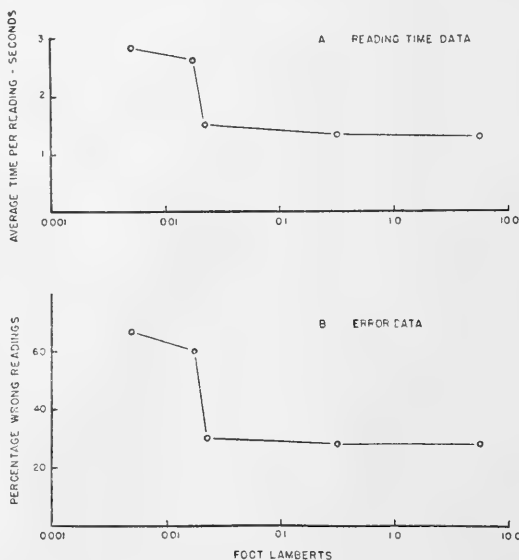 A READING TIME DATA
AVERAGE TIME PER READING - SECONDS
3
2
1
0.001 0.01 0.1 1.0 10.0
B ERROR DATA
PERCENTAGE WRONG READINGS
60
40
20
0.001 0.01 0.1 1.0 10.0
FOOT LAMBERTS